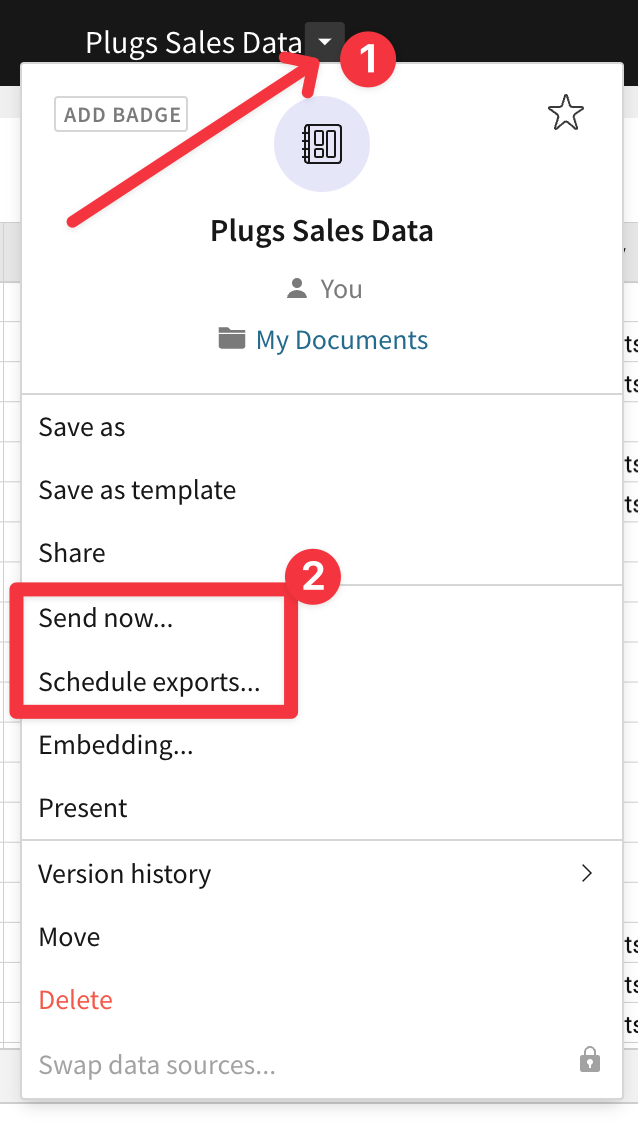 Plugs Sales Data
1
ADD BADGE
Plugs Sales Data
You
My Documents
Save as
Save as template
Share
2
Send now...
Schedule exports...
Embedding...
Present
Version history
Move
Delete
Swap data sources...